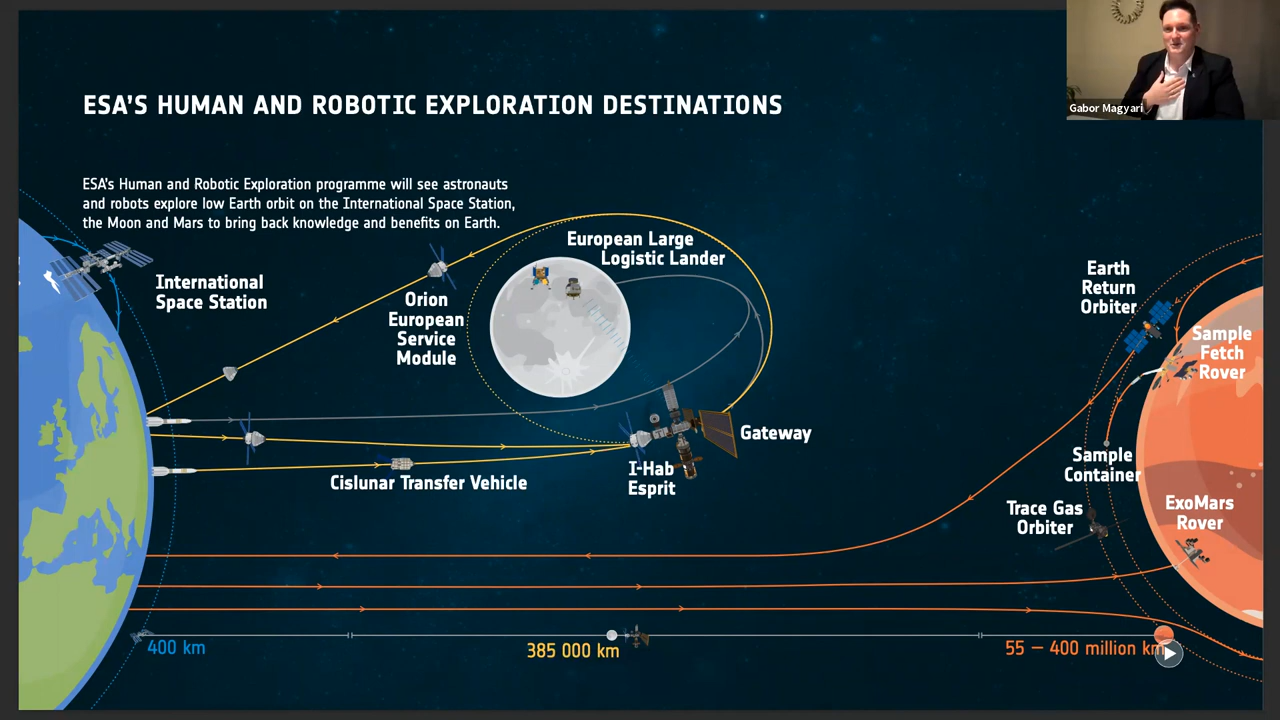 Gabor Magyari
ESA'S HUMAN AND ROBOTIC EXPLORATION DESTINATIONS
ESA's Human and Robotic Exploration programme will see astronauts
and robots explore low Earth orbit on the International Space Station,
the Moon and Mars to bring back knowledge and benefits on Earth.
European Large
Logistic Lander
International
Space Station
Orion
European
Service
Module
Earth
Return
Orbiter
Sample
Fetch
Rover
Gateway
Cislunar Transfer Vehicle
I-Hab
Esprit
Sample
Container
Trace Gas
Orbiter
ExoMars
Rover
400 km
385 000 km
55 – 400 million km